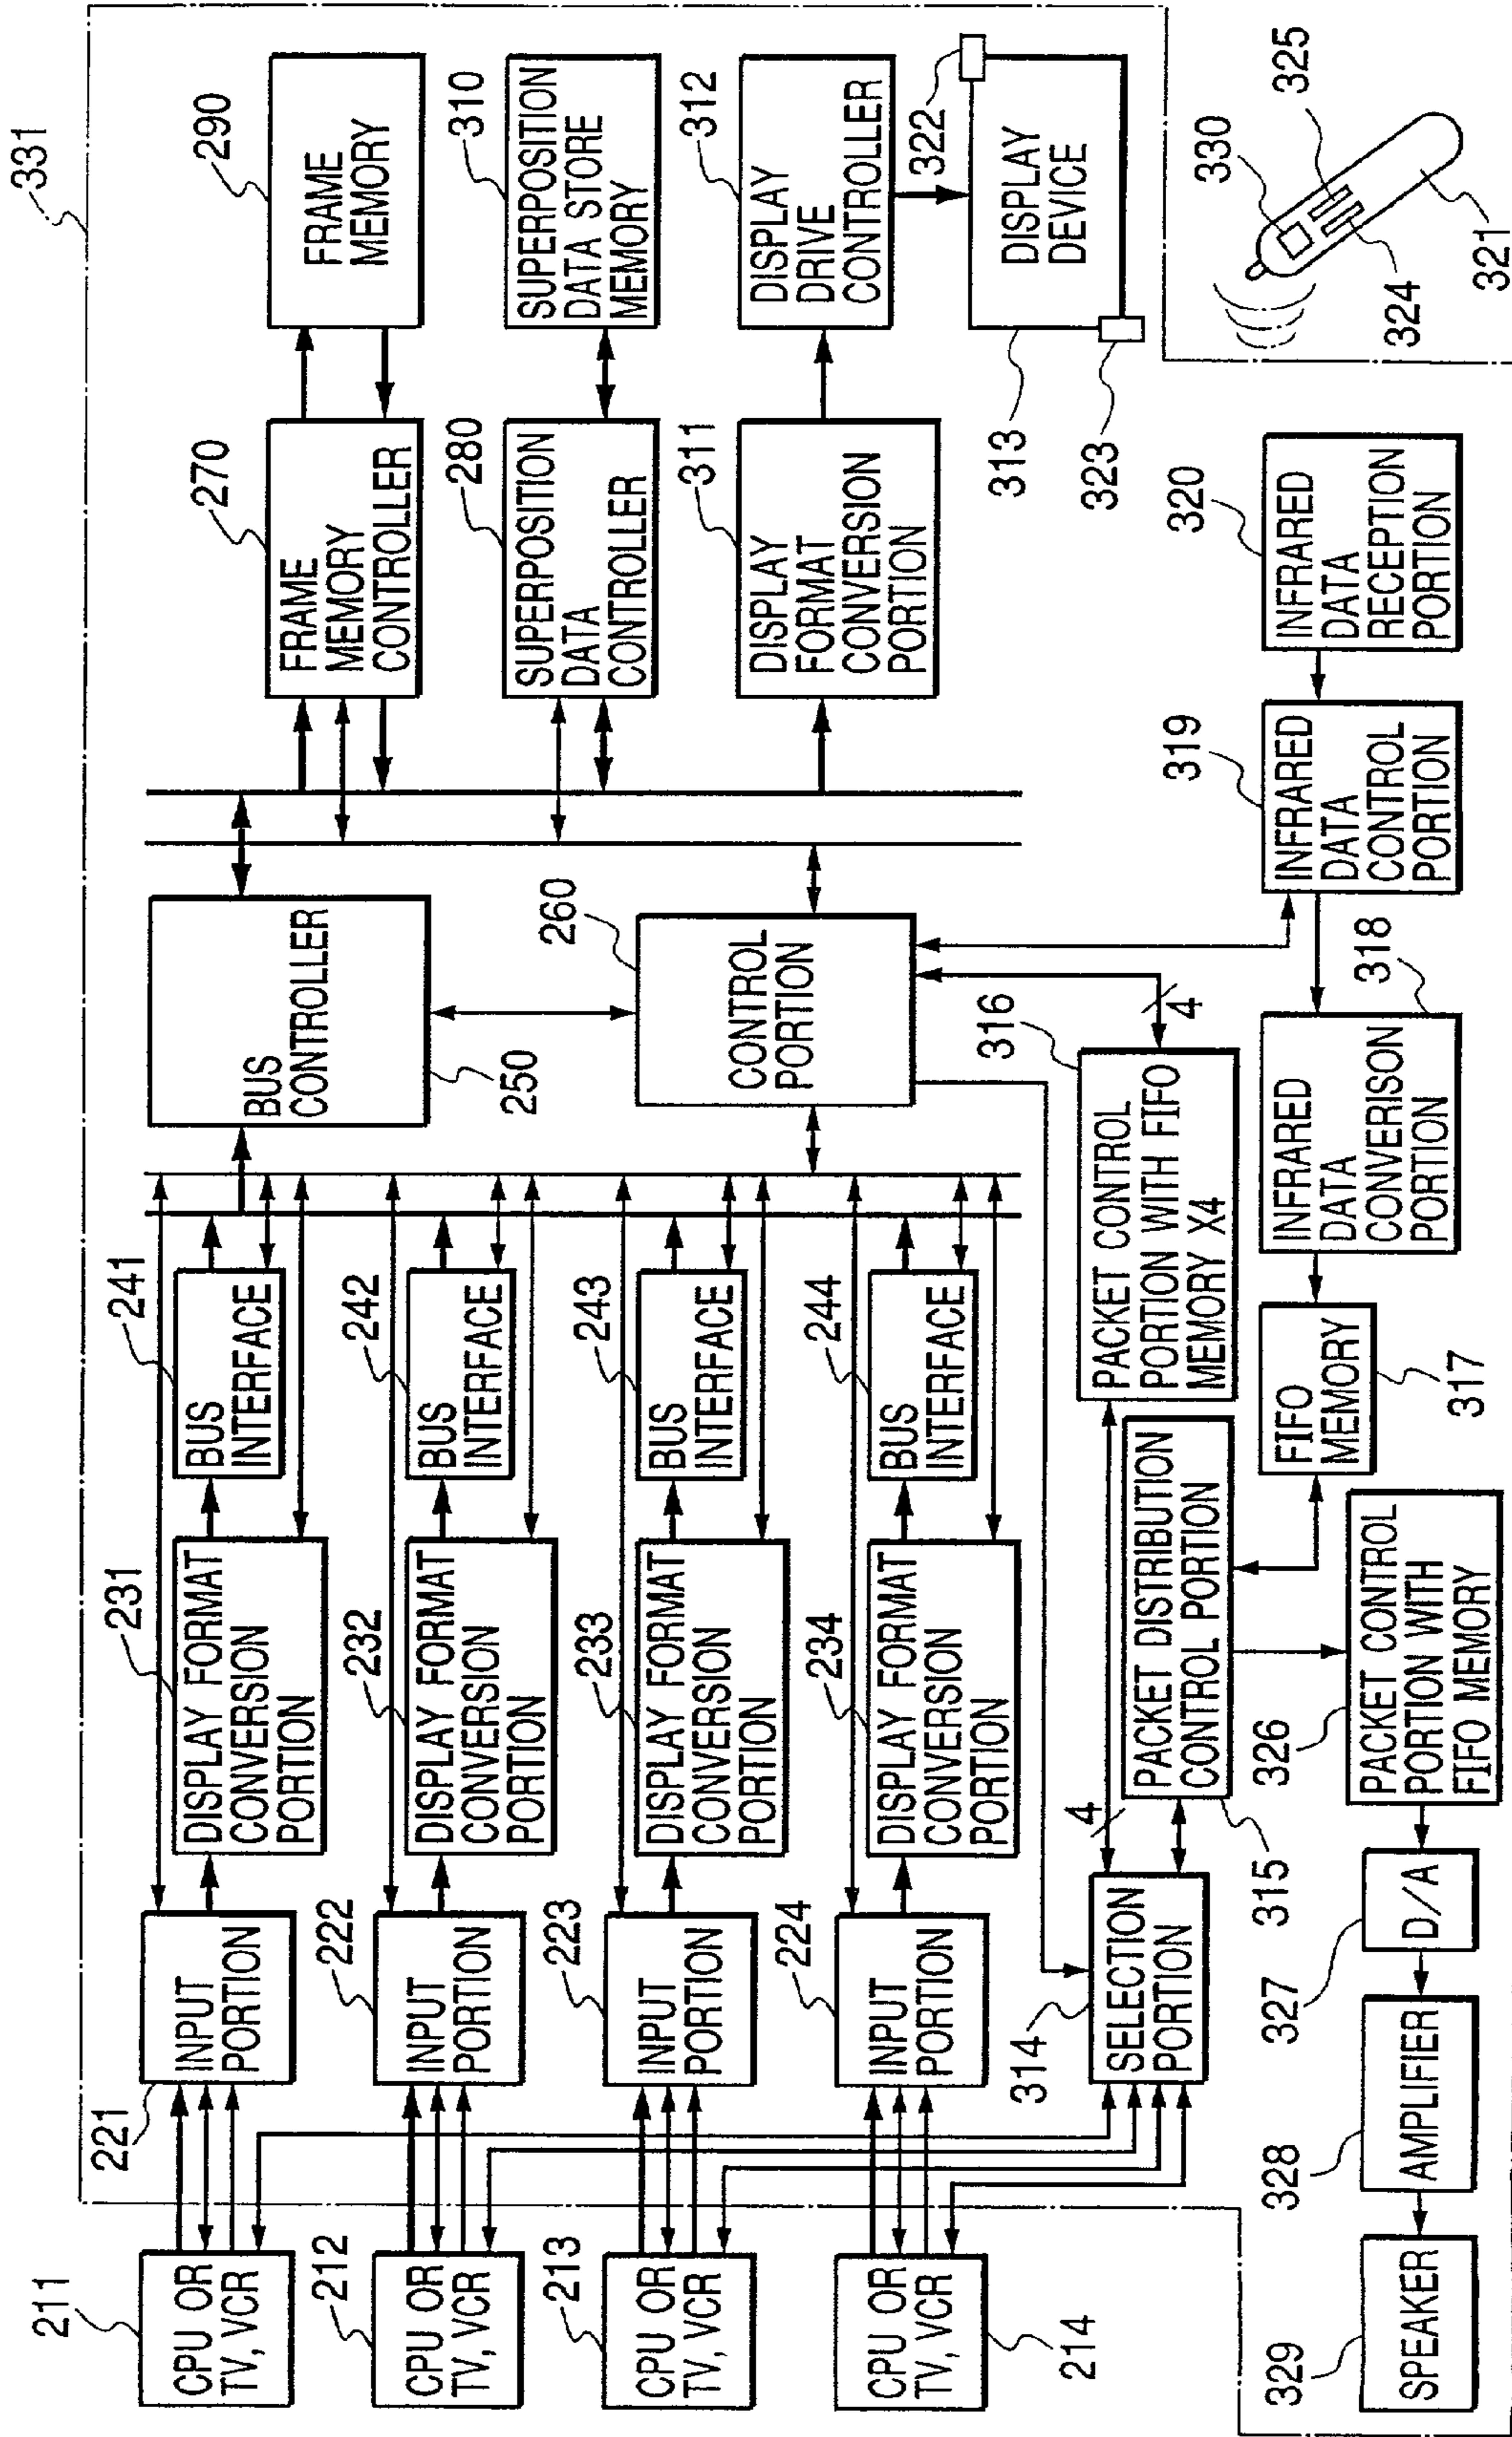 331
211
CPU OR
TV, VCR
221
INPUT
PORTION
231
DISPLAY FORMAT
CONVERSION
PORTION
241
BUS
INTERFACE
BUS
CONTROLLER
250
270
FRAME
MEMORY
CONTROLLER
290
FRAME
MEMORY
212
CPU OR
TV, VCR
222
INPUT
PORTION
232
DISPLAY FORMAT
CONVERSION
PORTION
242
BUS
INTERFACE
280
SUPERPOSITION
DATA
CONTROLLER
310
SUPERPOSITION
DATA STORE
MEMORY
213
CPU OR
TV, VCR
223
INPUT
PORTION
233
DISPLAY FORMAT
CONVERSION
PORTION
243
BUS
INTERFACE
260
CONTROL
PORTION
311
DISPLAY
FORMAT
CONVERSION
PORTION
312
DISPLAY
DRIVE
CONTROLLER
214
CPU OR
TV, VCR
224
INPUT
PORTION
234
DISPLAY FORMAT
CONVERSION
PORTION
244
BUS
INTERFACE
322
DISPLAY
DEVICE
313
323
314
SELECTION
PORTION
4
316
PACKET CONTROL
PORTION WITH FIFO
MEMORY X4
4
PACKET DISTRIBUTION
CONTROL PORTION
315
FIFO
MEMORY
317
INFRARED
DATA
CONVERISON
PORTION
318
319
INFRARED
DATA
CONTROL
PORTION
320
INFRARED
DATA
RECEPTION
PORTION
330
325
324
321
329
SPEAKER
328
AMPLIFIER
327
D/A
326
PACKET CONTROL
PORTION WITH
FIFO MEMORY